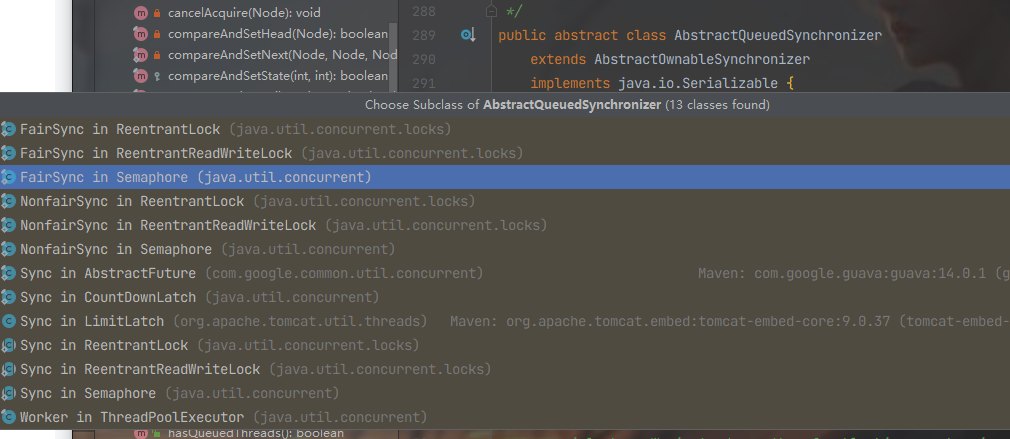 cancelAcquire(Node): void
compareAndSetHead(Node): boolean
compareAndSetNext(Node, Node, Node
compareAndSetState(int, int): boolean
288 */
289 public abstract class AbstractQueuedSynchronizer
290 extends AbstractOwnableSynchronizer
291 implements java.io.Serializable {
Choose Subclass of AbstractQueuedSynchronizer (13 classes found)
FairSync in ReentrantLock (java.util.concurrent.locks)
FairSync in ReentrantReadWriteLock (java.util.concurrent.locks)
FairSync in Semaphore (java.util.concurrent)
NonfairSync in ReentrantLock (java.util.concurrent.locks)
NonfairSync in ReentrantReadWriteLock (java.util.concurrent.locks)
NonfairSync in Semaphore (java.util.concurrent)
Sync in AbstractFuture (com.google.common.util.concurrent) Maven: com.google.guava:guava:14.0.1 (g
Sync in CountDownLatch (java.util.concurrent)
Sync in LimitLatch (org.apache.tomcat.util.threads) Maven: org.apache.tomcat.embed:tomcat-embed-core:9.0.37 (tomcat-embed-
Sync in ReentrantLock (java.util.concurrent.locks)
Sync in ReentrantReadWriteLock (java.util.concurrent.locks)
Sync in Semaphore (java.util.concurrent)
Worker in ThreadPoolExecutor (java.util.concurrent)
hasQueuedThreads(): boolean